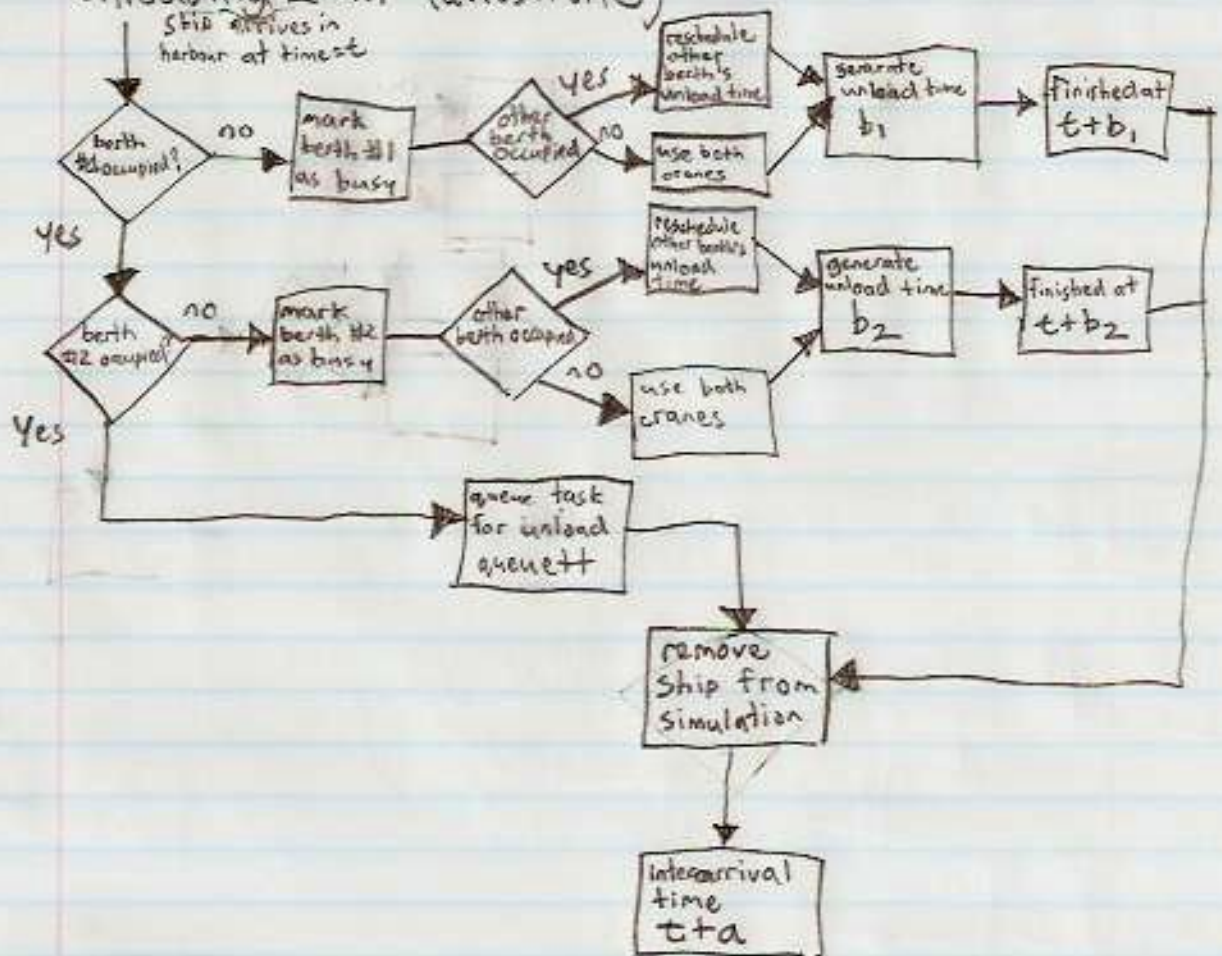 ship arrives in
harbour at time=t
berth
#1 occupied?
no
mark
berth #1
as busy
other
berth
occupied
yes
no
reschedule
other
berth's
unload time
use both
cranes
generate
unload time
b1
finished at
t+b1
yes
berth
#2 occupied?
no
mark
berth #2
as busy
other
berth occupied
yes
no
reschedule
other berth's
unload
time
use both
cranes
generate
unload time
b2
finished at
t+b2
Yes
queue task
for unload
queue++
remove
ship from
simulation
interarrival
time
t+a